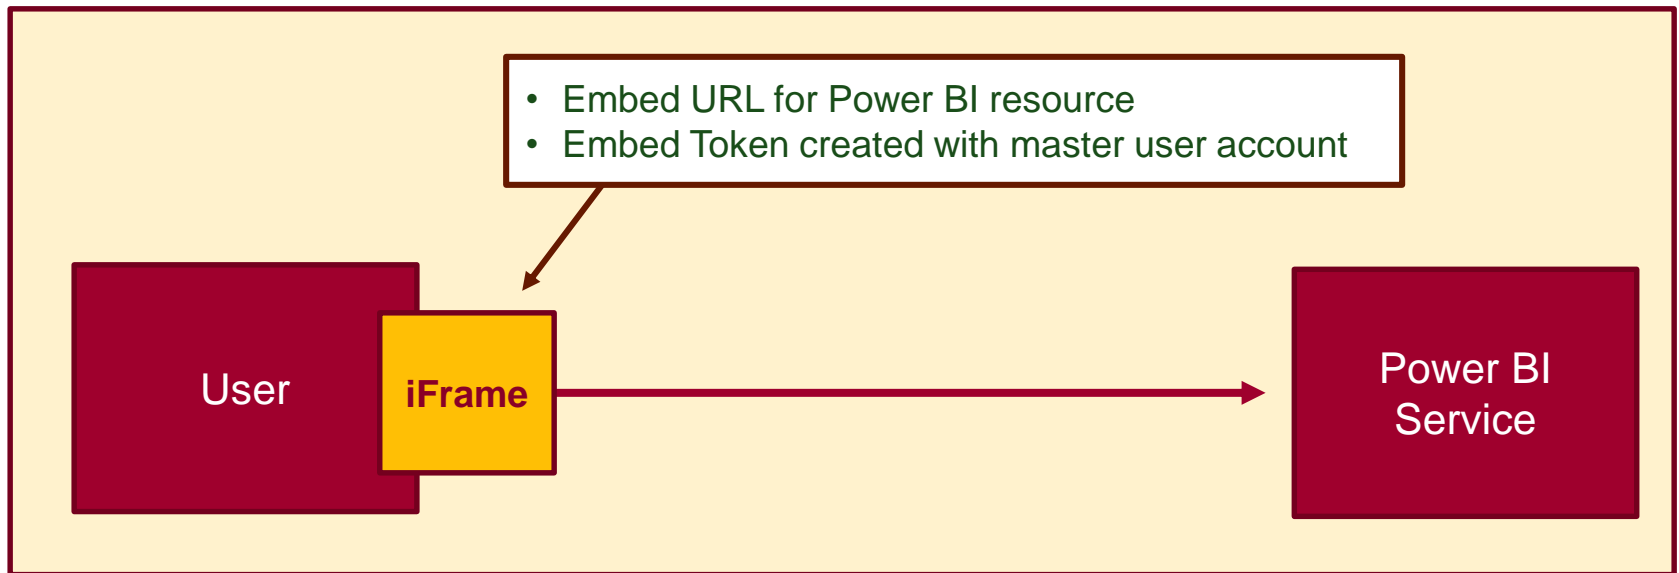 • Embed URL for Power BI resource
• Embed Token created with master user account
User
iFrame
Power BI
Service